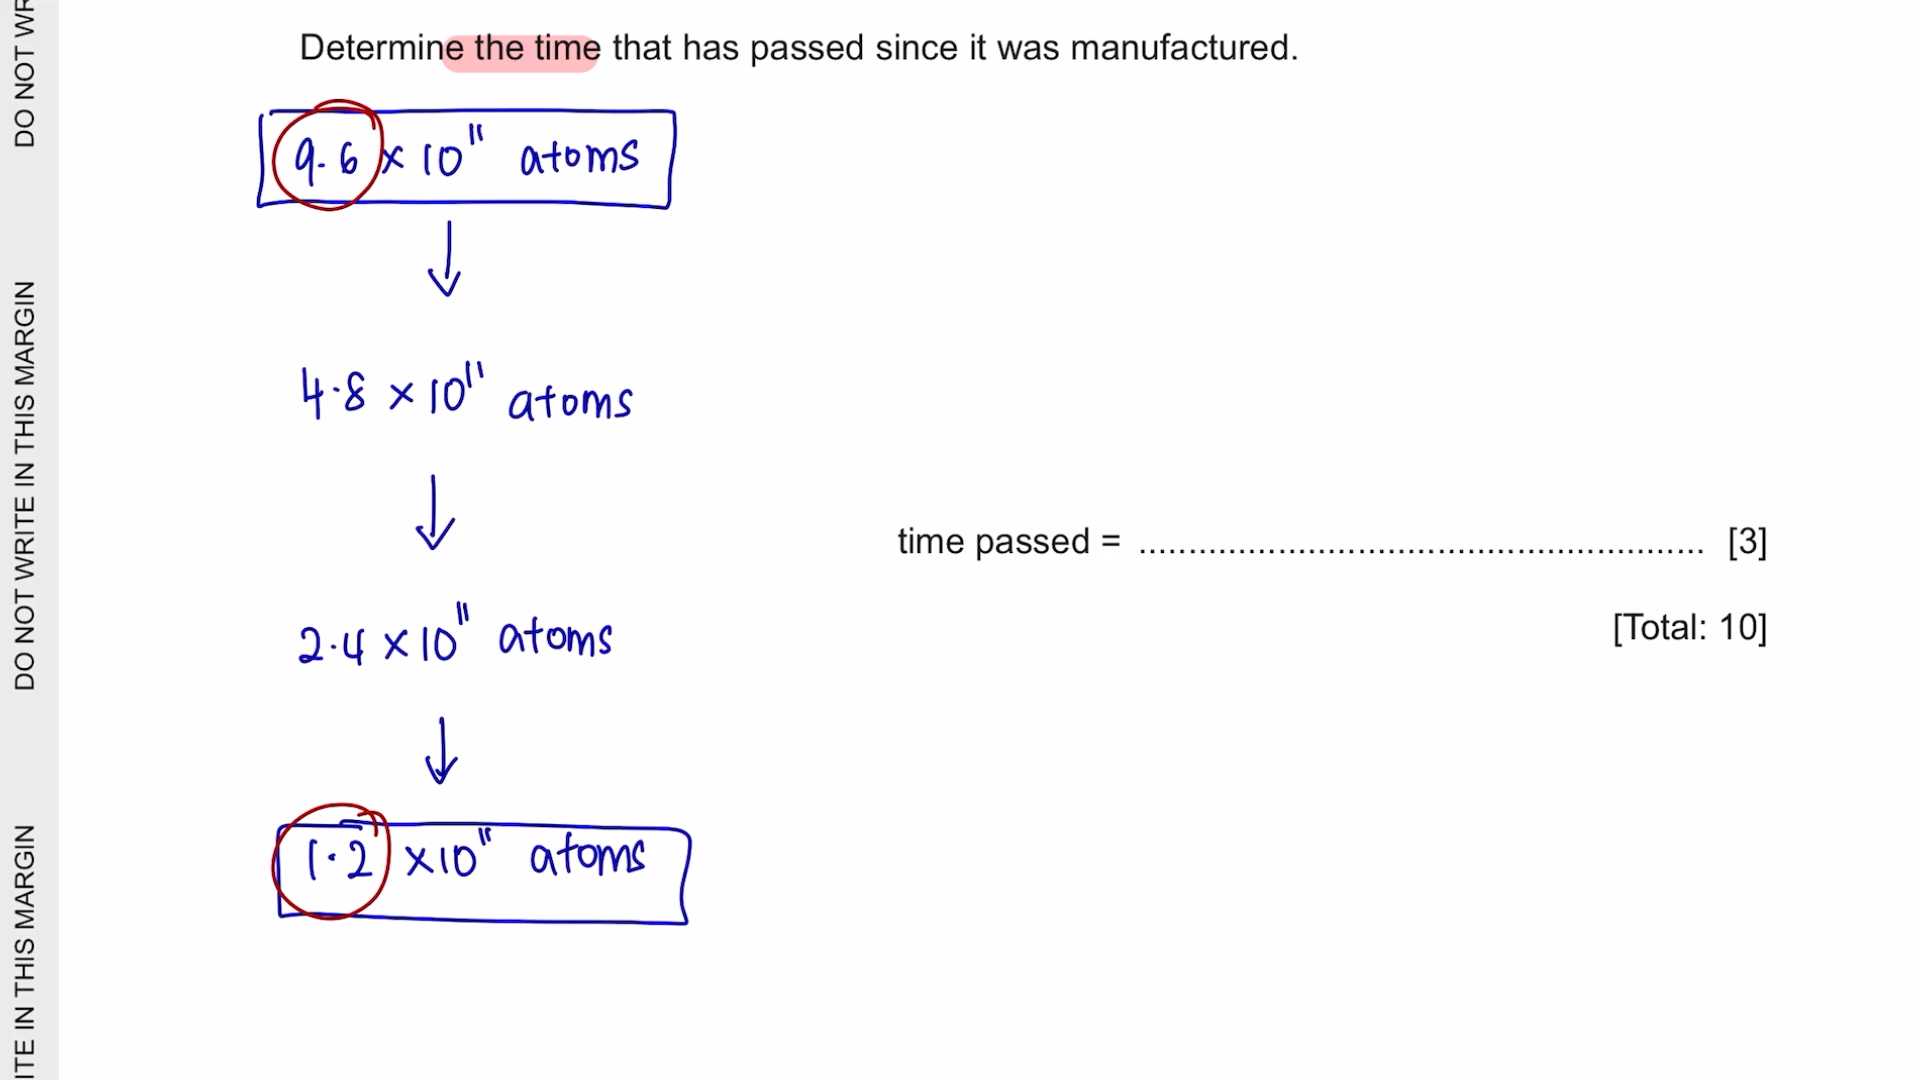 Determine the time that has passed since it was manufactured.
9.6 × 10¹¹ atoms
4.8 × 10¹¹ atoms
2.4 × 10¹¹ atoms
1.2 × 10¹¹ atoms
time passed = ........................................................ [3]
[Total: 10]
DO NOT WR
DO NOT WRITE IN THIS MARGIN
ITE IN THIS MARGIN